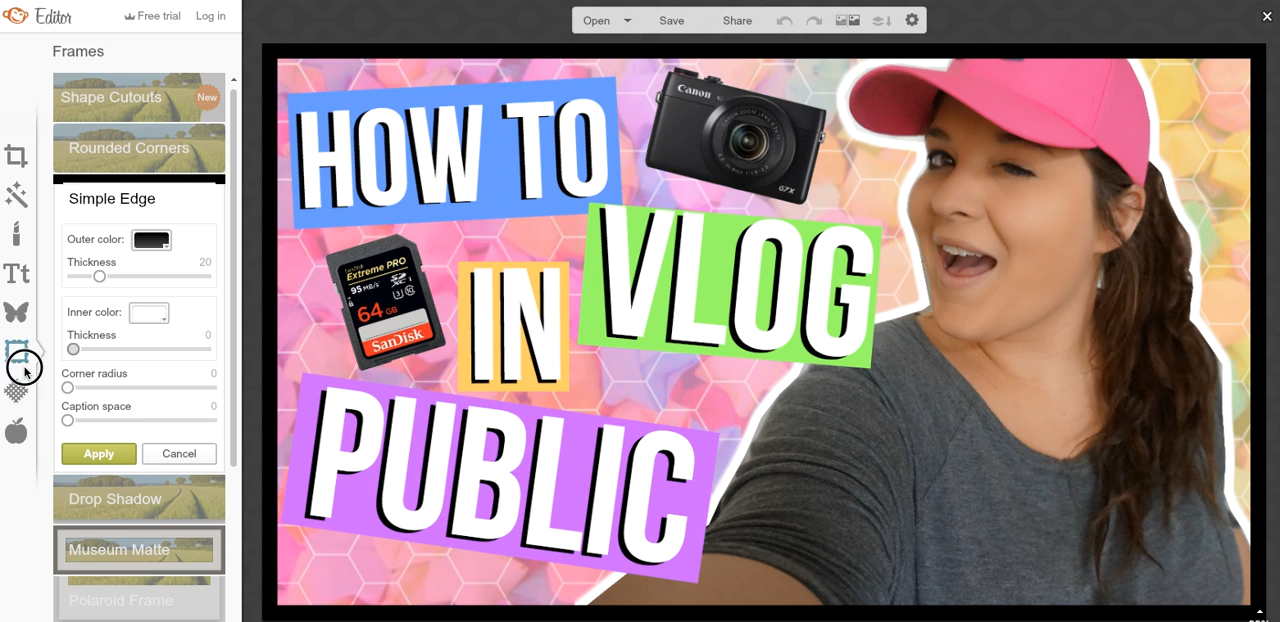 Editor
Free trial
Log in
Open
Save
Share
Frames
Shape Cutouts
New
Rounded Corners
Simple Edge
Outer color:
Thickness 20
Inner color:
Thickness 0
Corner radius 0
Caption space 0
Apply
Cancel
Drop Shadow
Museum Matte
Polaroid Frame
Tt
HOW TO
VLOG
IN
PUBLIC
Canon
G7X
SanDisk
Extreme PRO
95 MB/s
64 GB
SanDisk